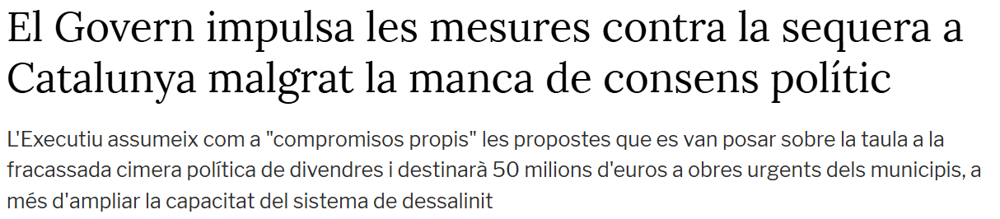 El Govern impulsa les mesures contra la sequera a
Catalunya malgrat la manca de consens polític
L'Executiu assumeix com a "compromisos propis" les propostes que es van posar sobre la taula a la
fracassada cimera política de divendres i destinarà 50 milions d'euros a obres urgents dels municipis, a
més d'ampliar la capacitat del sistema de dessalinit